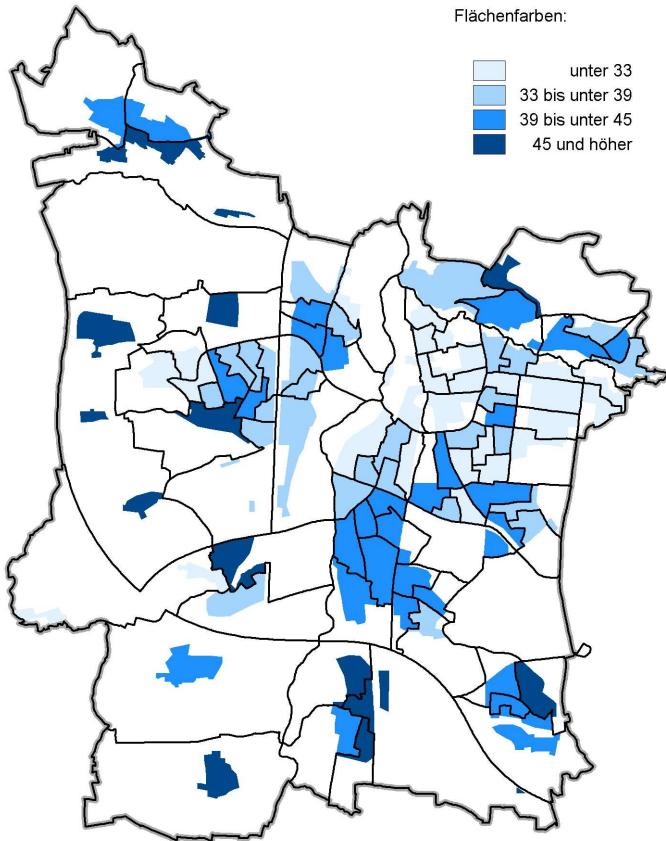 Flächenfarben:
unter 33
33 bis unter 39
39 bis unter 45
45 und höher